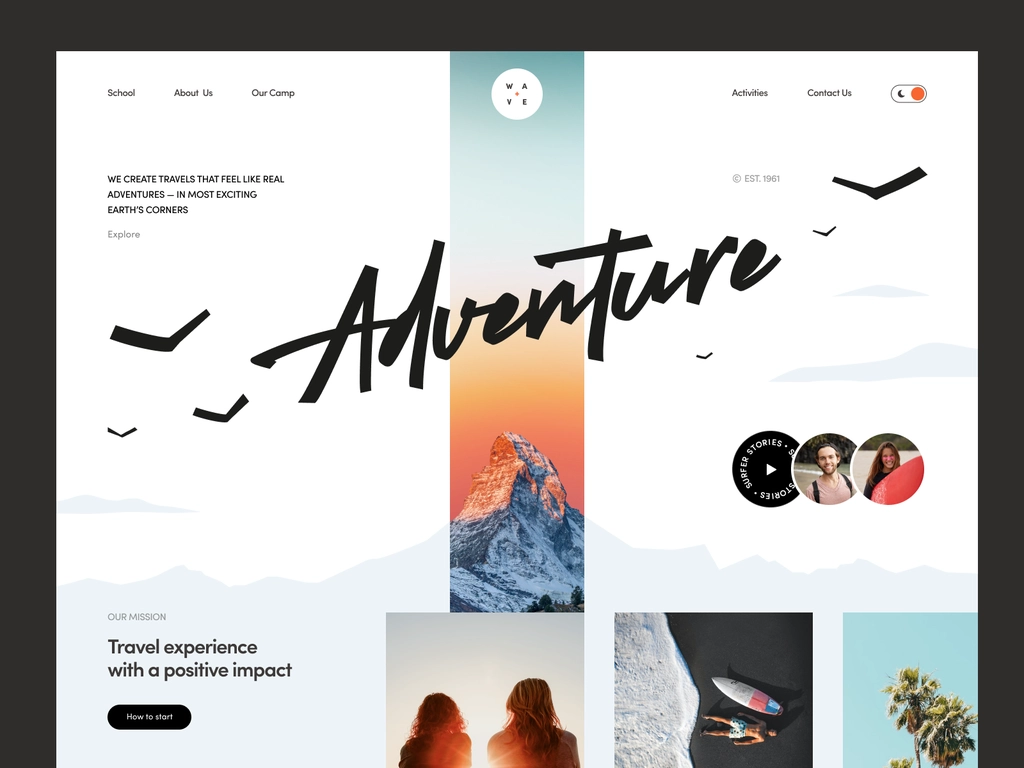 School
About Us
Our Camp
W A
V E
Activities
Contact Us
WE CREATE TRAVELS THAT FEEL LIKE REAL
ADVENTURES — IN MOST EXCITING
EARTH'S CORNERS
Explore
© EST. 1961
Adventure
SURFER STORIES • S
STORIES •
OUR MISSION
Travel experience
with a positive impact
How to start